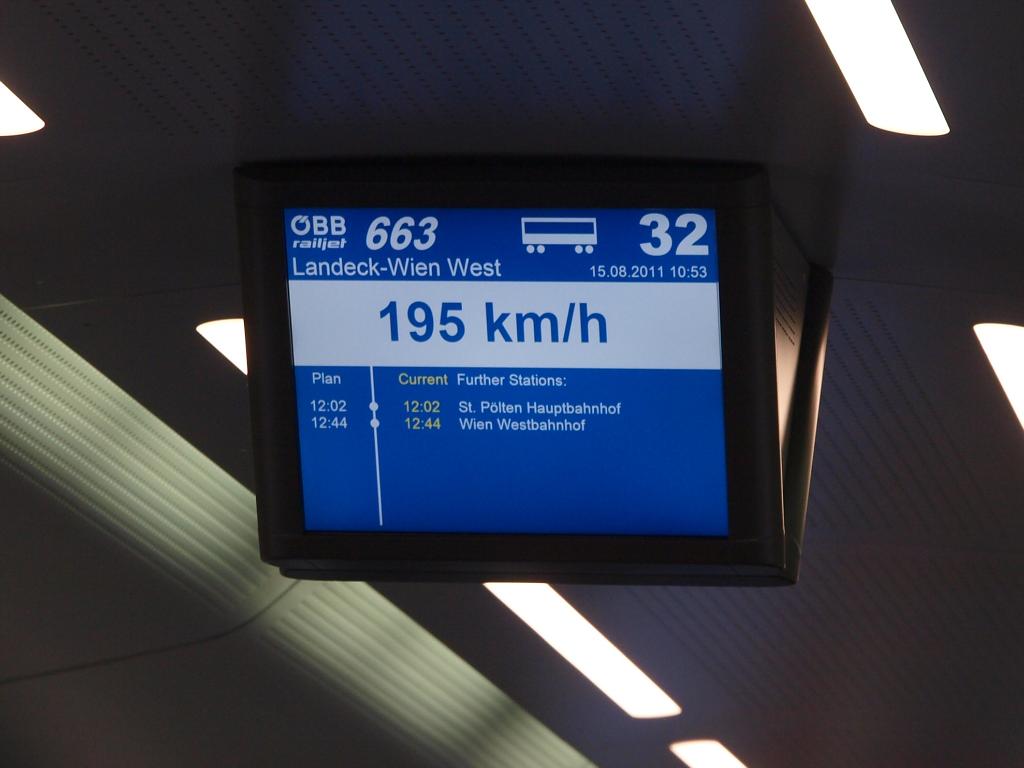 ÖBB railjet 663 32
Landeck-Wien West 15.08.2011 10:53
195 km/h
Plan Current Further Stations:
12:02 12:02 St. Pölten Hauptbahnhof
12:44 12:44 Wien Westbahnhof